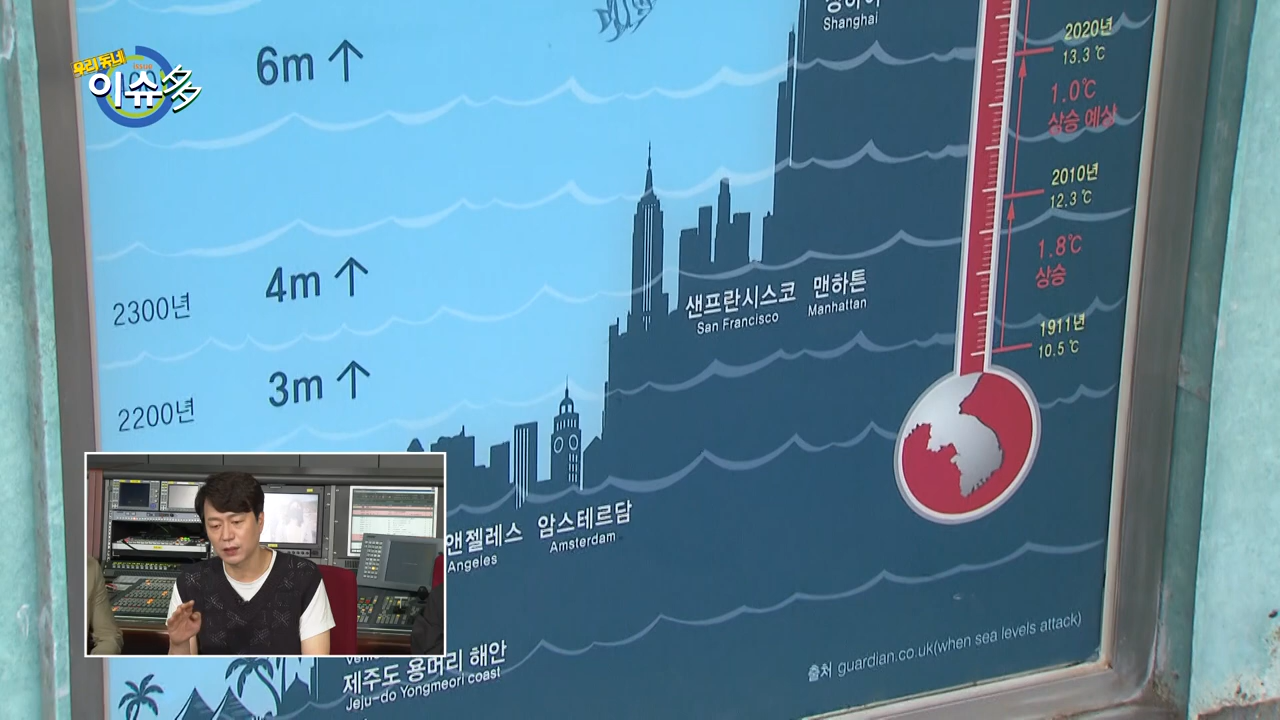 우리동네
issue
이슈多
6m ↑
Shanghai
2020년
13.3 ℃
1.0℃
상승 예상
2010년
12.3 ℃
1.8℃
상승
1911년
10.5 ℃
2300년
4m ↑
샌프란시스코
San Francisco
맨하튼
Manhattan
2200년
3m ↑
앤젤레스
Angeles
암스테르담
Amsterdam
제주도 용머리 해안
Jeju-do Yongmeori coast
출처 guardian.co.uk(when sea levels attack)